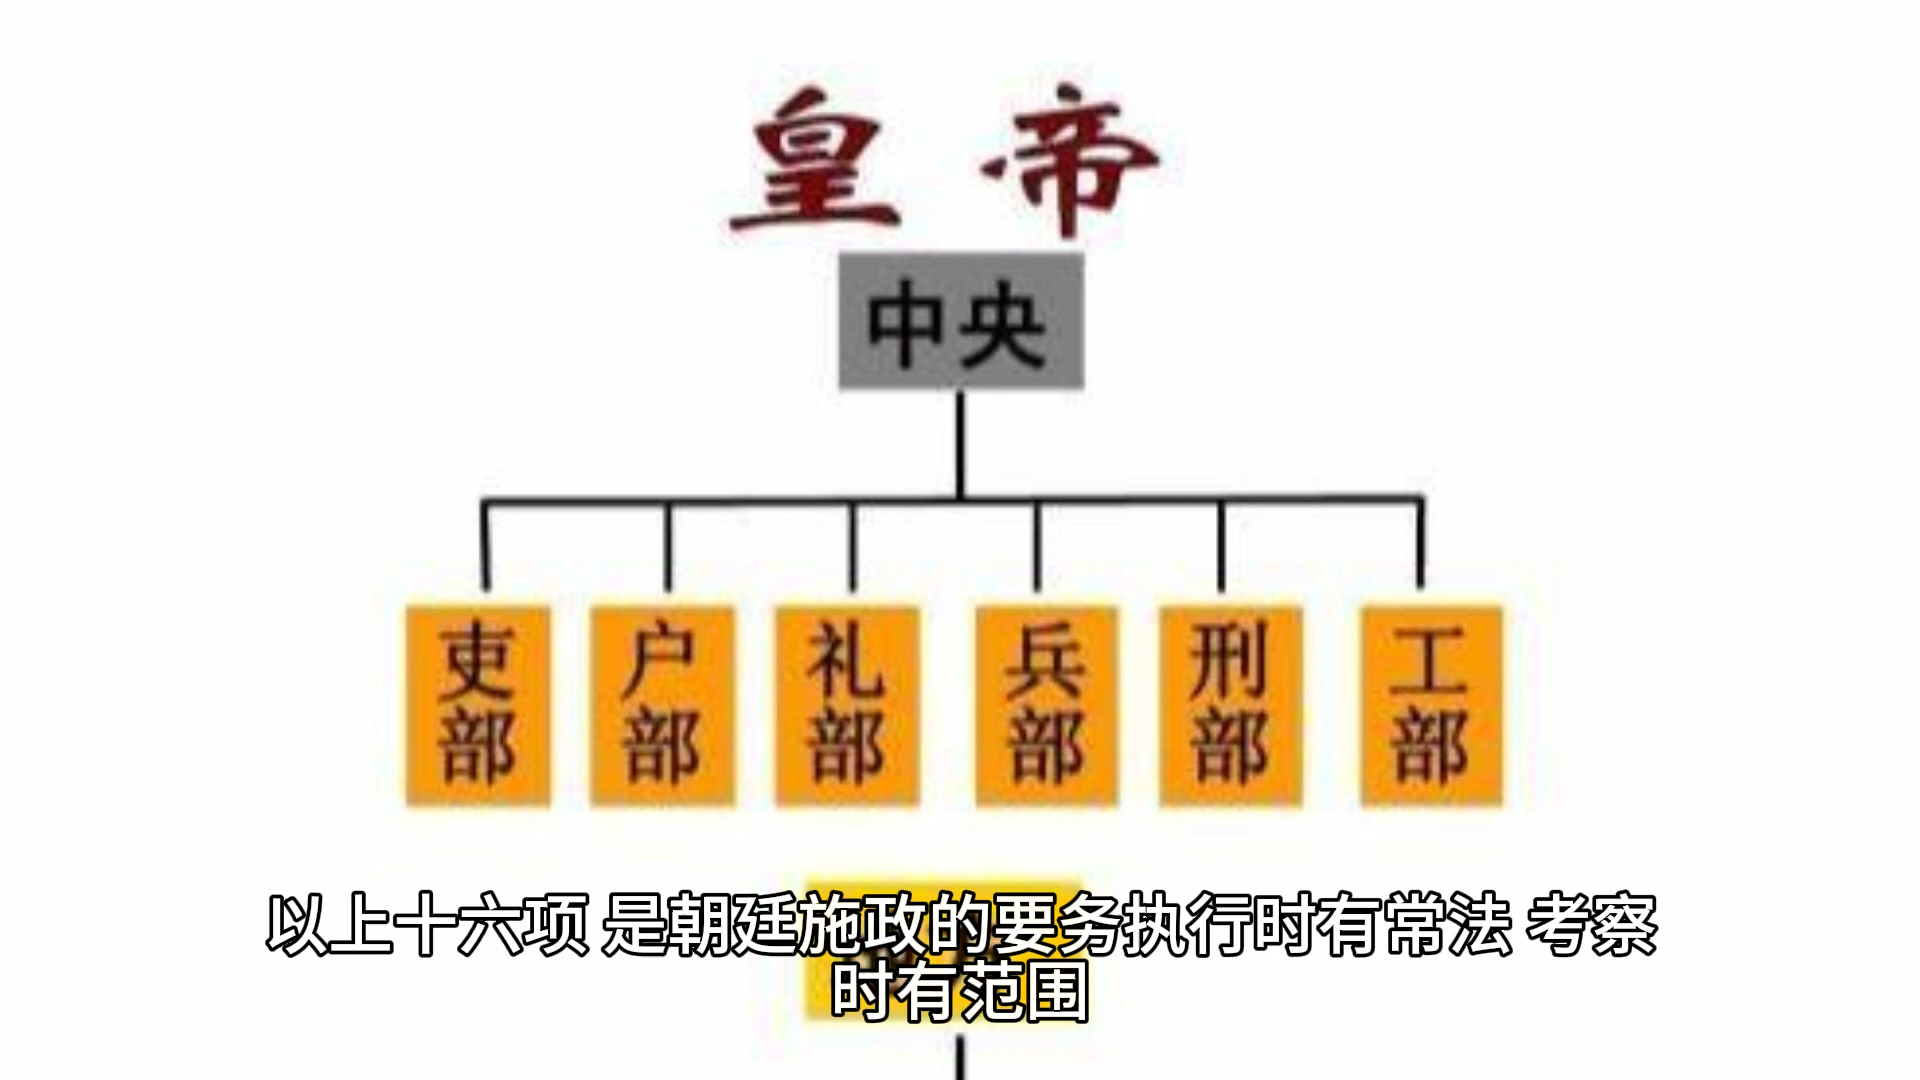 皇帝
中央
吏部
户部
礼部
兵部
刑部
工部
以上十六项 是朝廷施政的要务执行时有常法 考察
时有范围